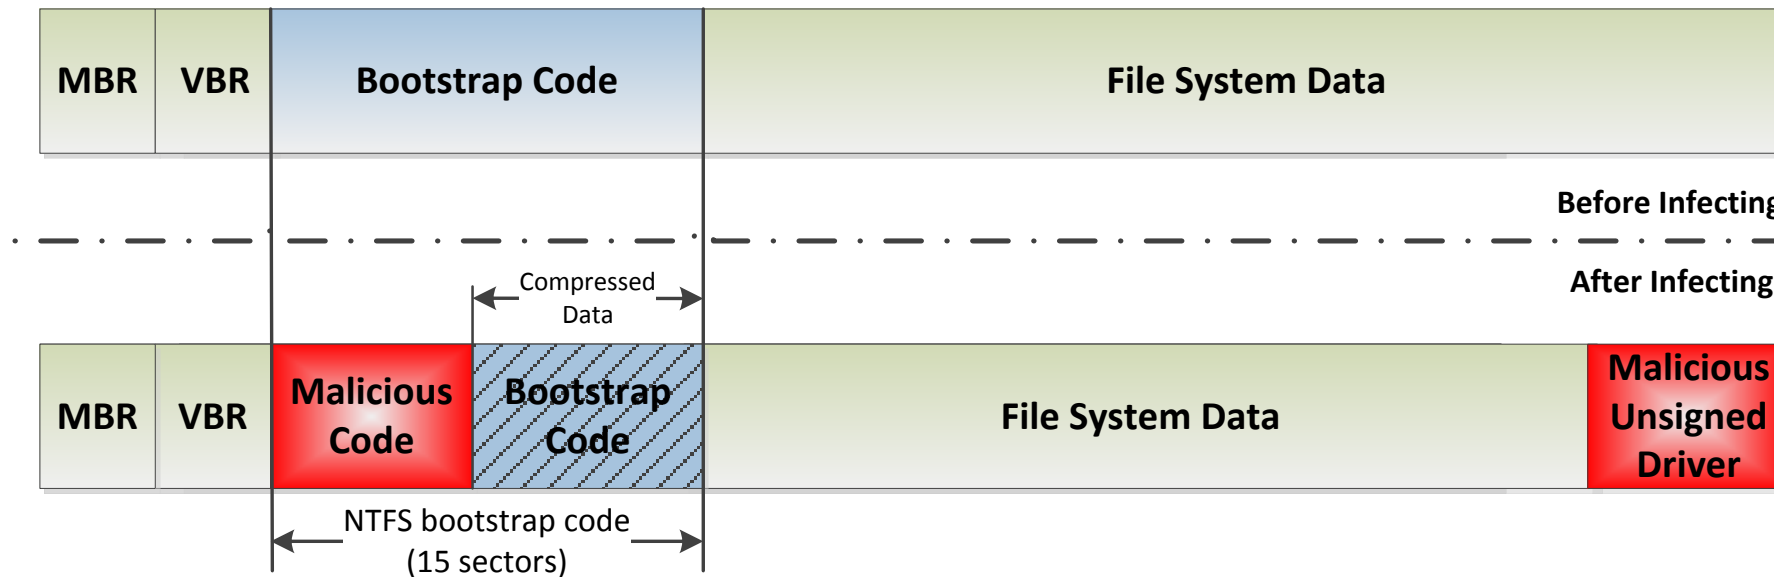 MBR
VBR
Bootstrap Code
File System Data
Before Infecting
After Infecting
Compressed
Data
MBR
VBR
Malicious
Code
Bootstrap
Code
File System Data
Malicious
Unsigned
Driver
NTFS bootstrap code
(15 sectors)